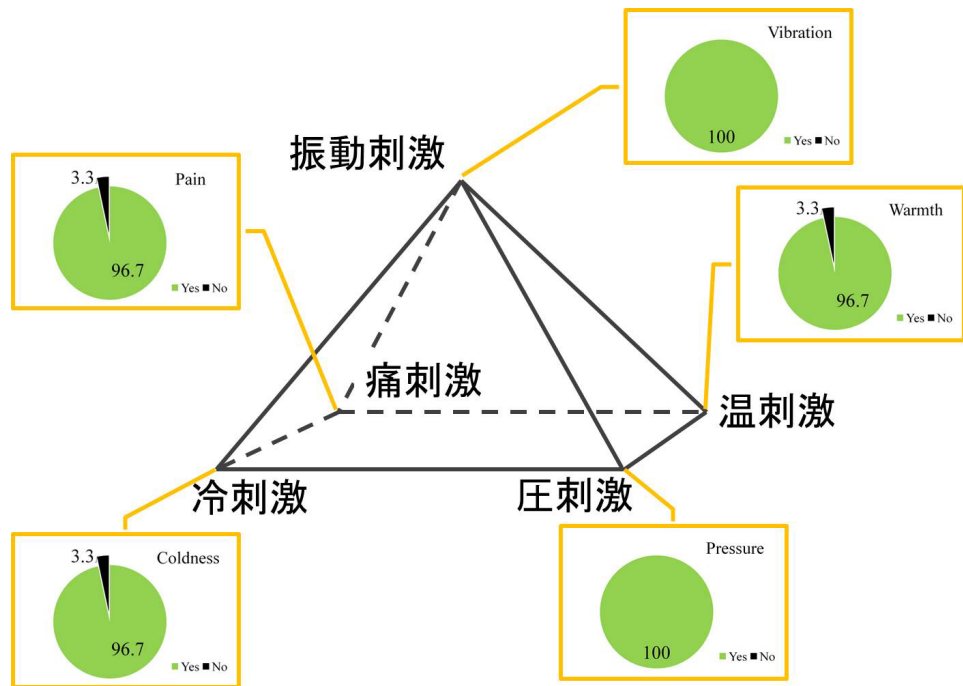 Vibration
100
Yes No
振動刺激
Pain
3.3
96.7
Yes No
Warmth
3.3
96.7
Yes No
痛刺激
温刺激
冷刺激
圧刺激
Coldness
3.3
96.7
Yes No
Pressure
100
Yes No